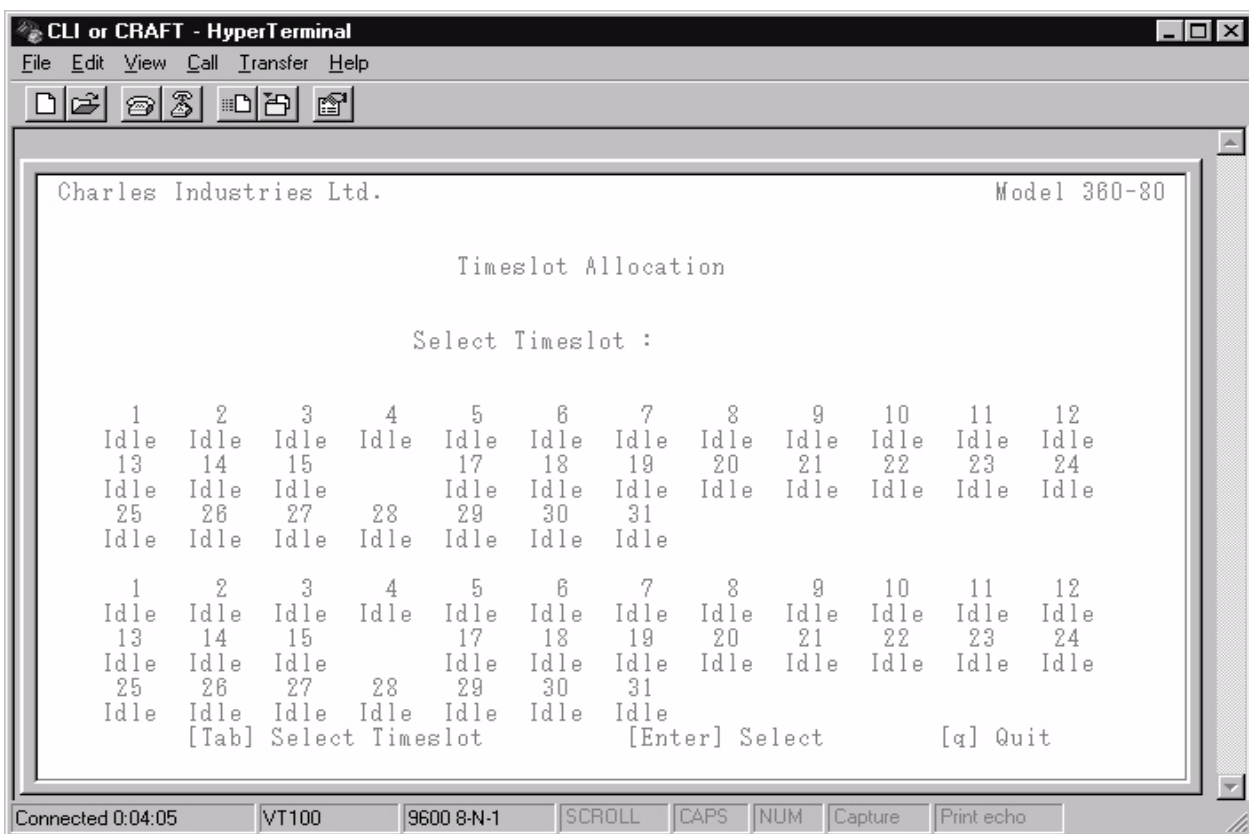 CLI or CRAFT - HyperTerminal
File Edit View Call Transfer Help
Charles Industries Ltd. Model 360-80
Timeslot Allocation
Select Timeslot :
1 2 3 4 5 6 7 8 9 10 11 12
Idle Idle Idle Idle Idle Idle Idle Idle Idle Idle Idle Idle
13 14 15 17 18 19 20 21 22 23 24
Idle Idle Idle Idle Idle Idle Idle Idle Idle Idle Idle
25 26 27 28 29 30 31
Idle Idle Idle Idle Idle Idle Idle
1 2 3 4 5 6 7 8 9 10 11 12
Idle Idle Idle Idle Idle Idle Idle Idle Idle Idle Idle Idle
13 14 15 17 18 19 20 21 22 23 24
Idle Idle Idle Idle Idle Idle Idle Idle Idle Idle Idle
25 26 27 28 29 30 31
Idle Idle Idle Idle Idle Idle Idle
[Tab] Select Timeslot [Enter] Select [q] Quit
Connected 0:04:05 VT100 9600 8-N-1 SCROLL CAPS NUM Capture Print echo